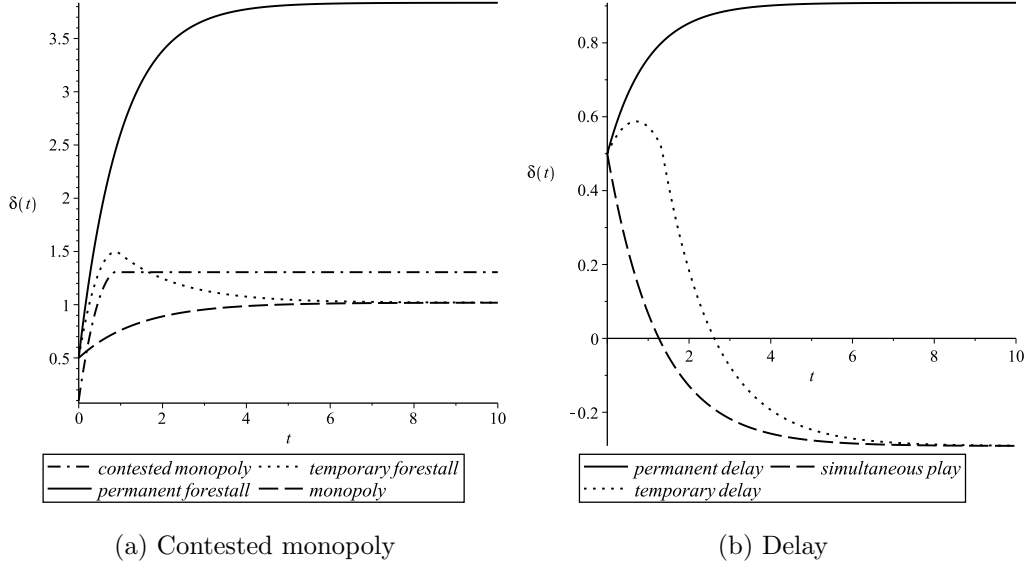 3.5
3
2.5
2
δ(t)
1.5
1
0.5
0 2 4 6 8 10
t
contested monopoly temporary forestall
permanent forestall monopoly
(a) Contested monopoly
0.8
0.6
δ(t)
0.4
0.2
0
2 4 6 8 10
t
−0.2
permanent delay simultaneous play
temporary delay
(b) Delay